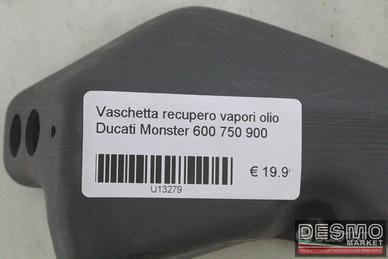 Vaschetta recupero vapori olio
Ducati Monster 600 750 900
€ 19.9
U13279
DESMO
MARKET